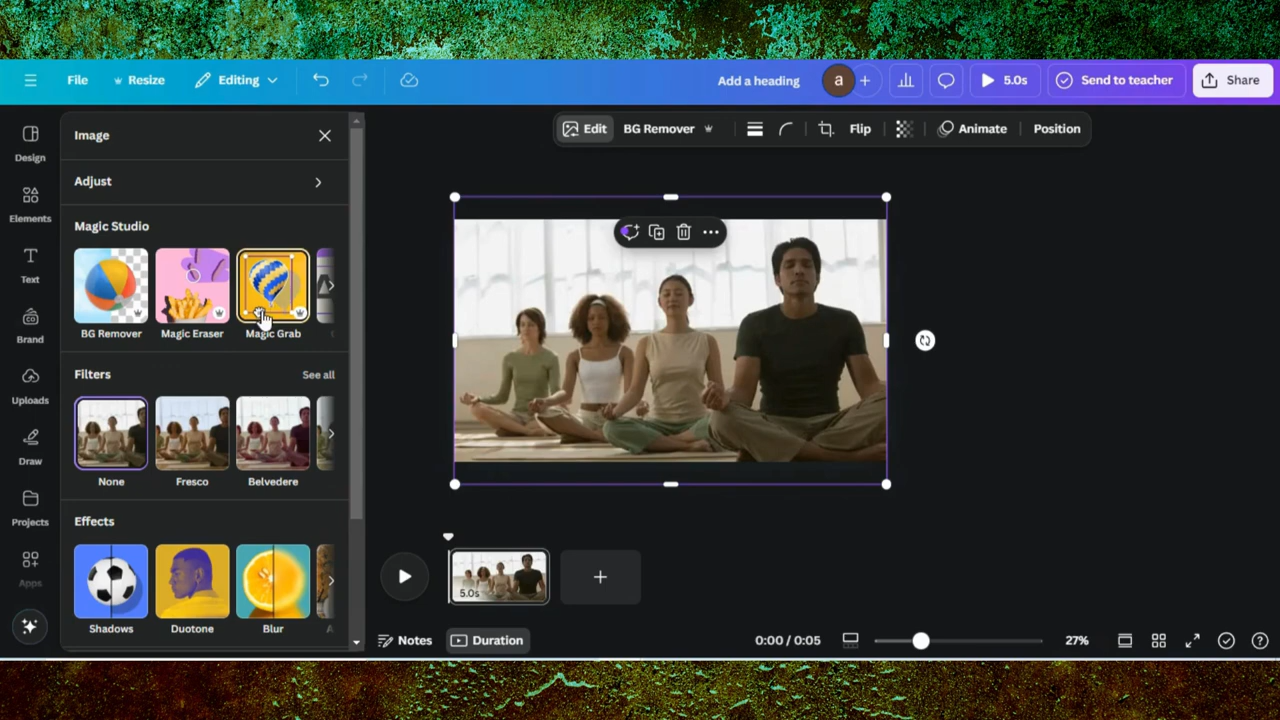 File Resize Editing Add a heading a 5.0s Send to teacher Share
Edit BG Remover Flip Animate Position
Design
Elements
Text
Brand
Uploads
Draw
Projects
Apps
Image
Adjust
Magic Studio
BG Remover Magic Eraser Magic Grab
Filters See all
None Fresco Belvedere
Effects
Shadows Duotone Blur
5.0s
Notes Duration 0:00 / 0:05 27%